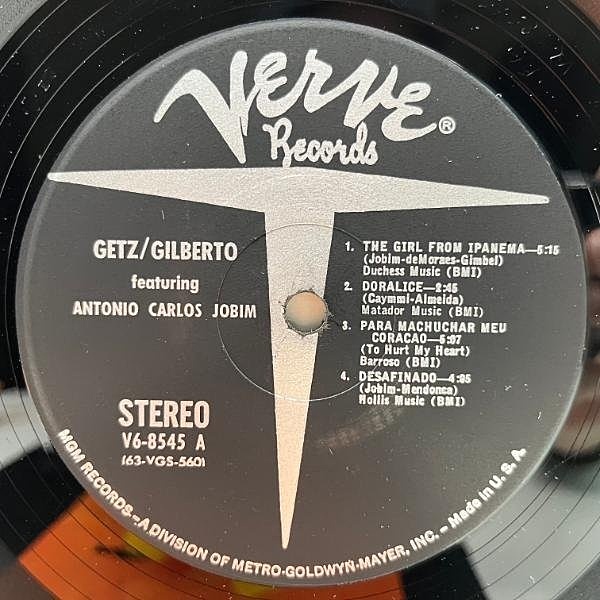 VERVE®
Records
GETZ/GILBERTO
featuring
ANTONIO CARLOS JOBIM
STEREO
V6-8545 A
(63-VGS-560)
1. THE GIRL FROM IPANEMA—5:15
(Jobim-deMoraes-Gimbel)
Duchess Music (BMI)
2. DORALICE—2:45
(Caymmi-Almeida)
Matador Music (BMI)
3. PARA MACHUCHAR MEU
CORACAO—5:07
(To Hurt My Heart)
Barroso (BMI)
4. DESAFINADO—4:05
(Jobim-Mendonca)
Hollis Music (BMI)
MGM RECORDS—A DIVISION OF METRO-GOLDWYN-MAYER, INC. – Made in U. S. A.